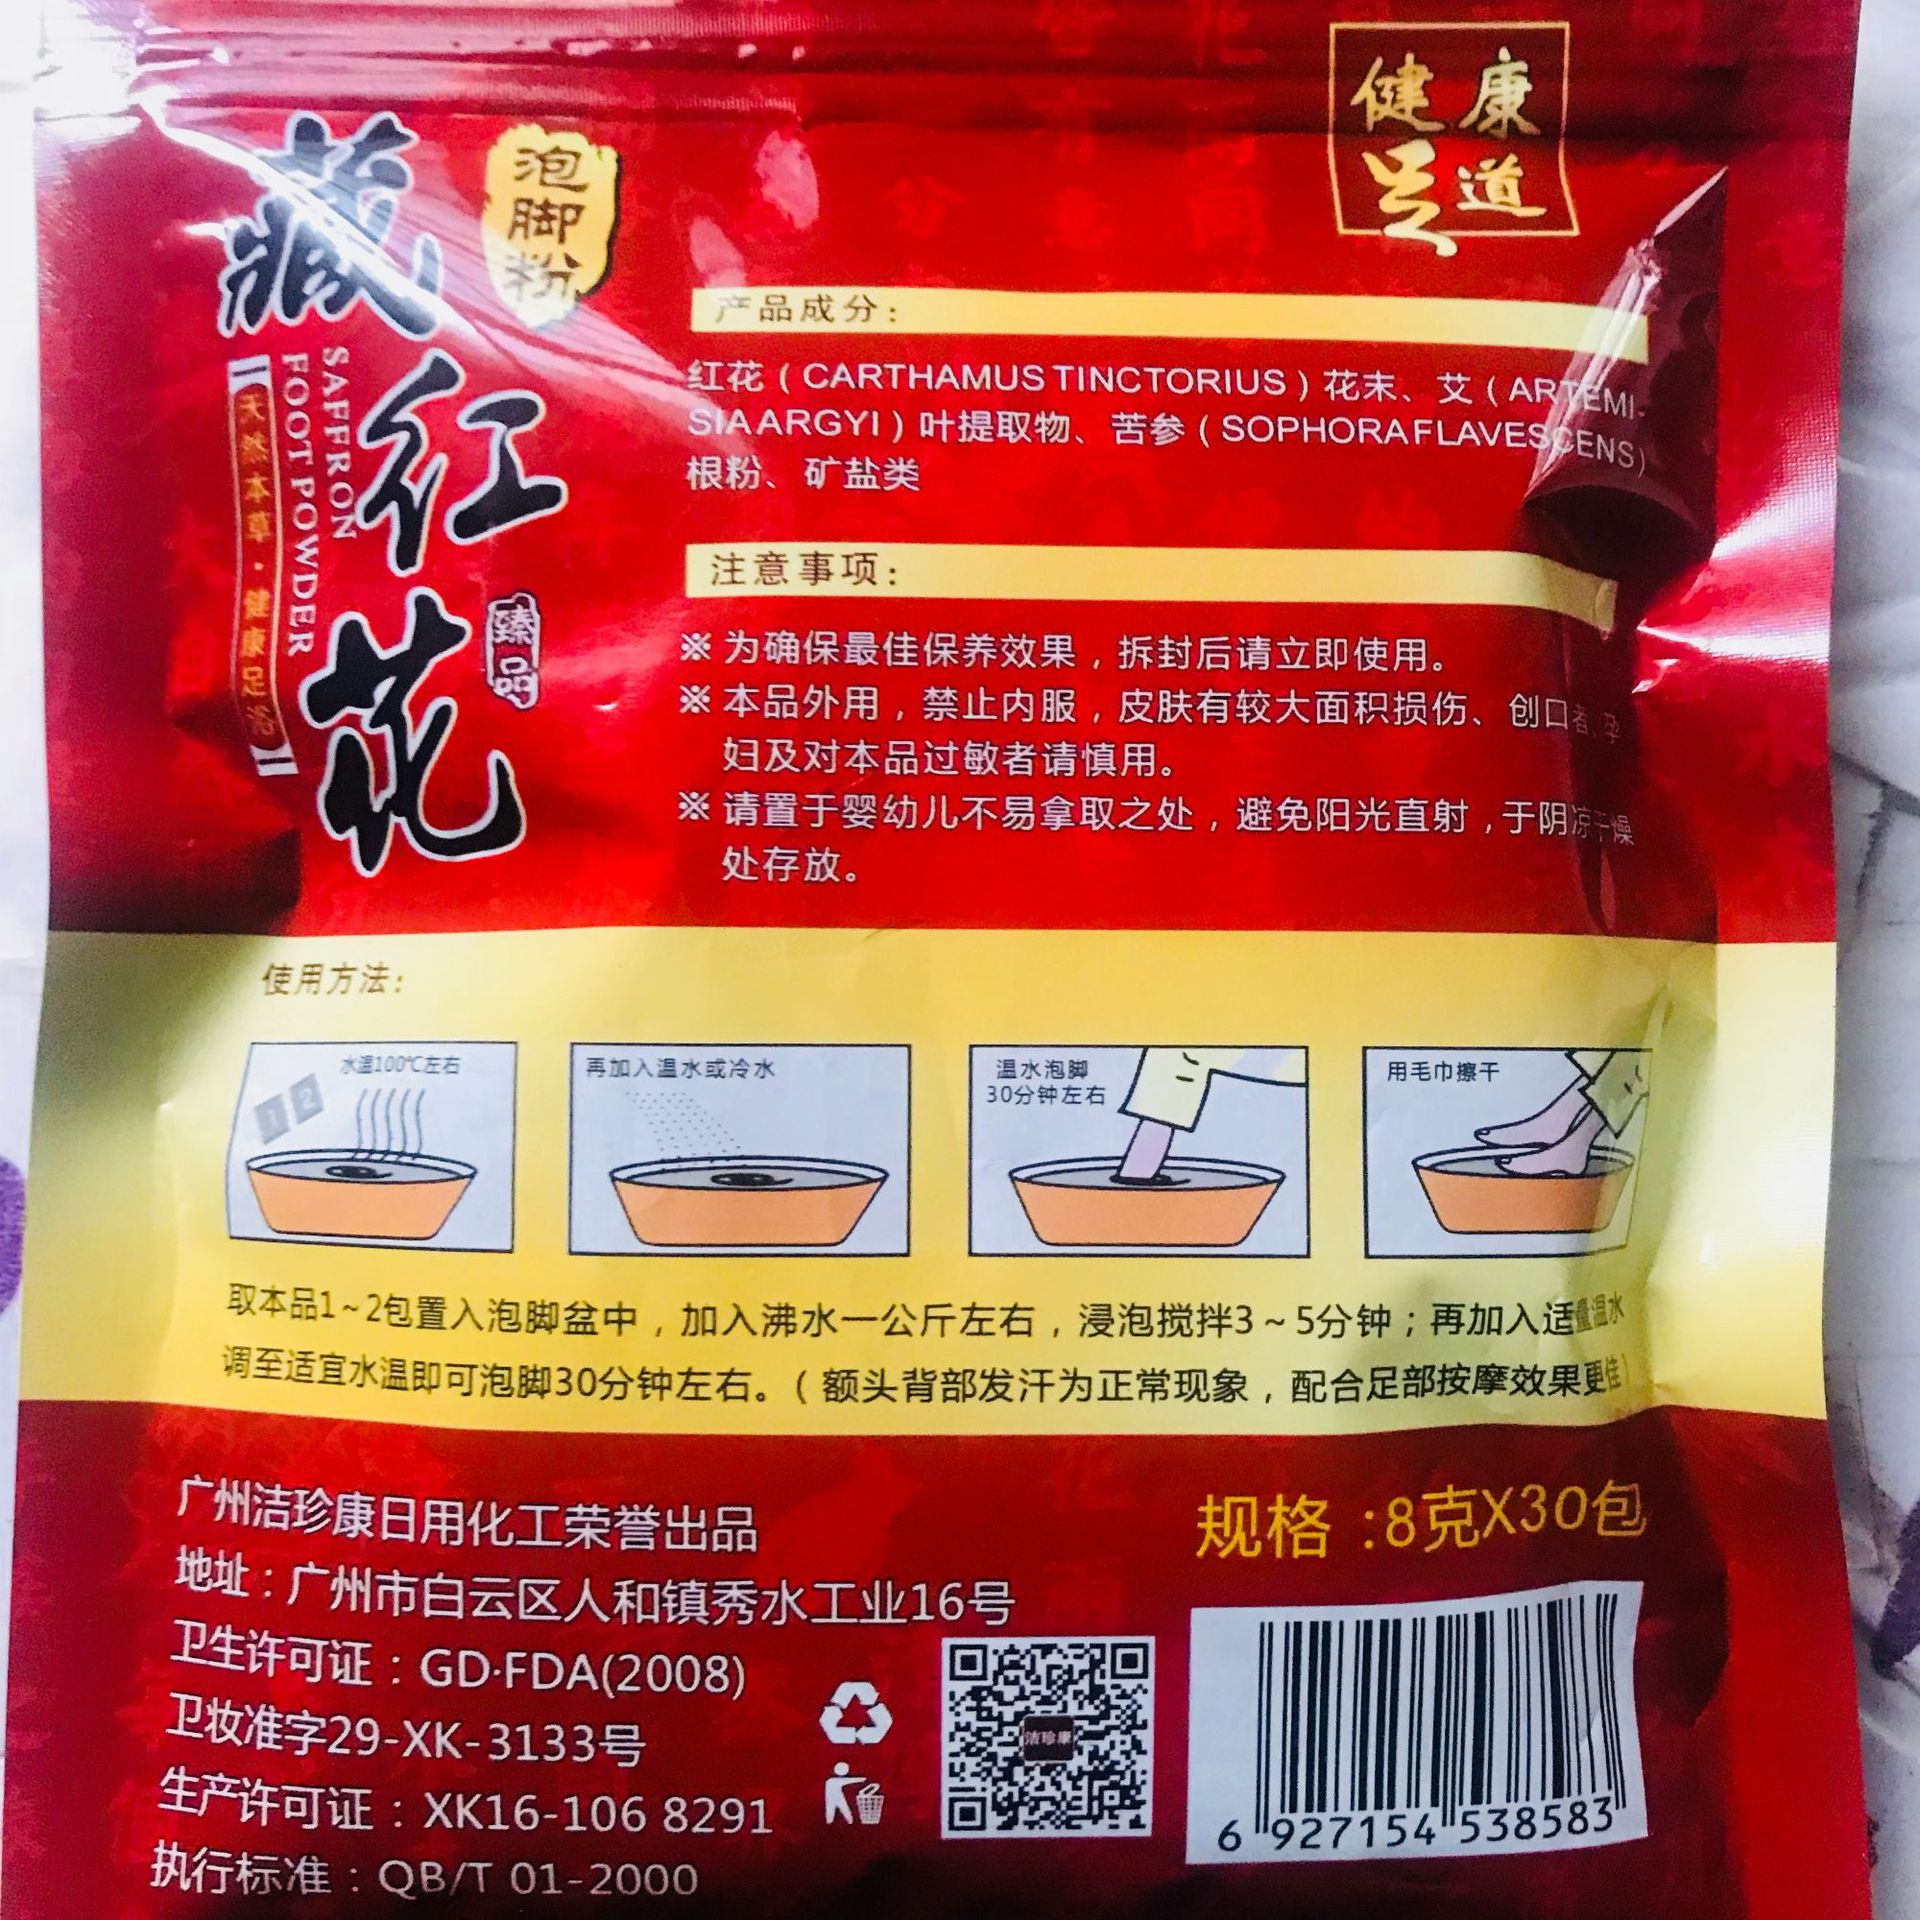 健康
足道
泡脚粉
藏红花
SAFFRON
FOOT POWDER
天然本草·健康足浴
臻品
产品成分：
红花（CARTHAMUS TINCTORIUS）花末、艾（ARTEMI-
SIAARGYI）叶提取物、苦参（SOPHORAFLAVESCENS）
根粉、矿盐类
注意事项：
※ 为确保最佳保养效果，拆封后请立即使用。
※ 本品外用，禁止内服，皮肤有较大面积损伤、创口者、孕
妇及对本品过敏者请慎用。
※ 请置于婴幼儿不易拿取之处，避免阳光直射，于阴凉干燥
处存放。
使用方法：
水温100℃左右
1 2
再加入温水或冷水
温水泡脚
30分钟左右
用毛巾擦干
取本品1~2包置入泡脚盆中，加入沸水一公斤左右，浸泡搅拌3~5分钟；再加入适量温水
调至适宜水温即可泡脚30分钟左右。（额头背部发汗为正常现象，配合足部按摩效果更佳）
广州洁珍康日用化工荣誉出品
地址：广州市白云区人和镇秀水工业16号
卫生许可证：GD·FDA(2008)
卫妆准字29-XK-3133号
生产许可证：XK16-106 8291
执行标准：QB/T 01-2000
规格：8克X30包
洁珍康
6 927154 538583